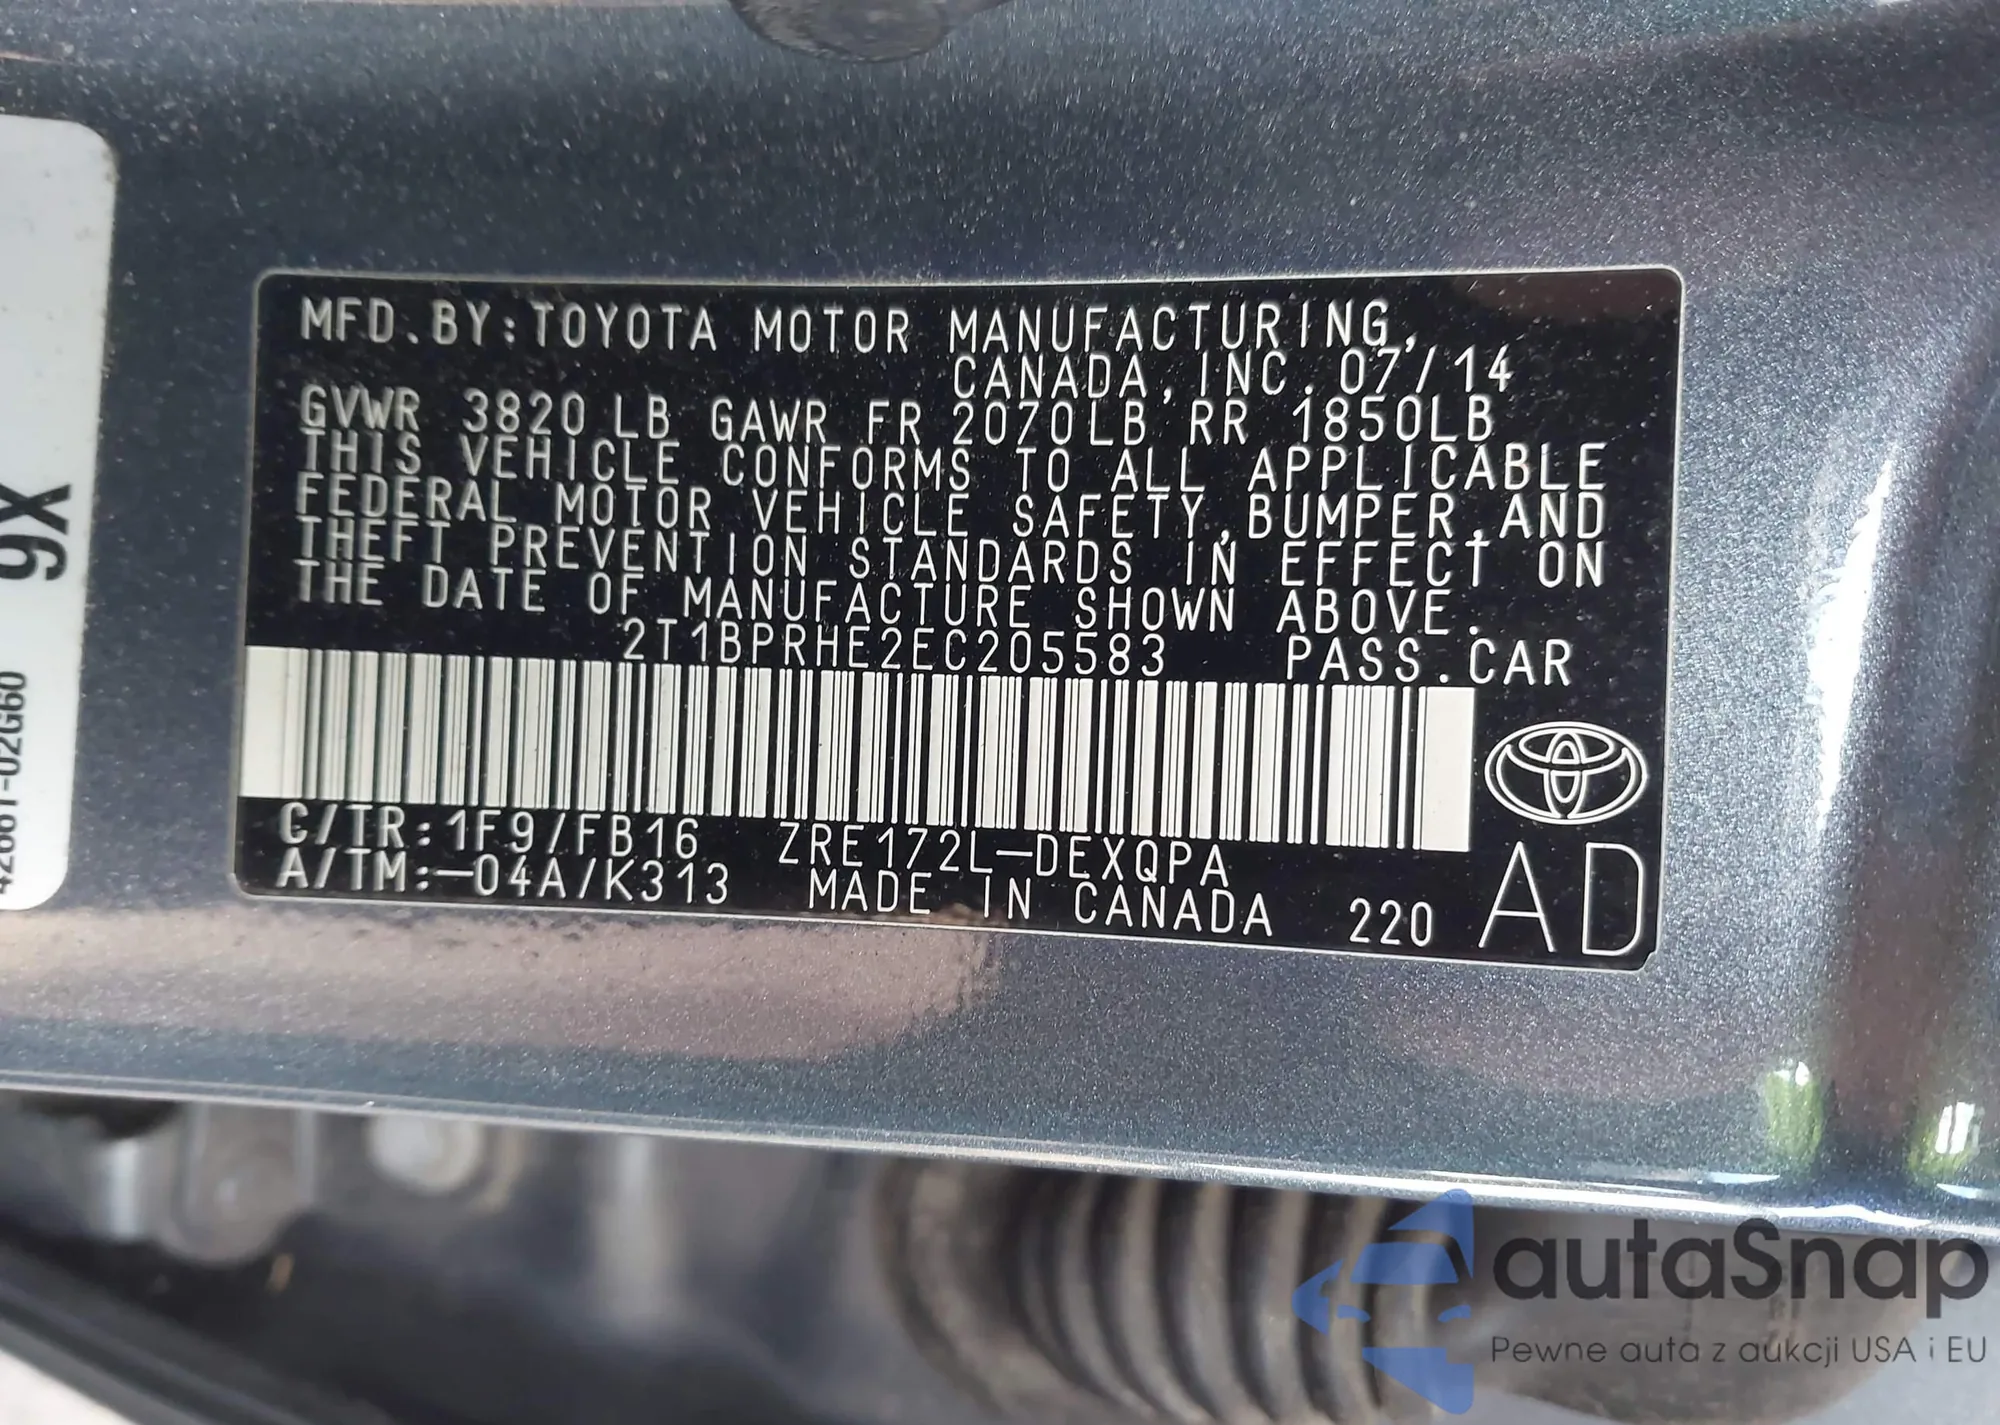 MFD.BY:TOYOTA MOTOR MANUFACTURING,
CANADA,INC. 07/14
GVWR 3820 LB GAWR FR 2070LB RR 1850LB
THIS VEHICLE CONFORMS TO ALL APPLICABLE
FEDERAL MOTOR VEHICLE SAFETY,BUMPER,AND
THEFT PREVENTION STANDARDS IN EFFECT ON
THE DATE OF MANUFACTURE SHOWN ABOVE.
2T1BPRHE2EC205583 PASS.CAR
C/TR:1F9/FB16 ZRE172L-DEXQPA
A/TM:-04A/K313 MADE IN CANADA 220 AD
9X
42661-02G60
autaSnap
Pewne auta z aukcji USA i EU